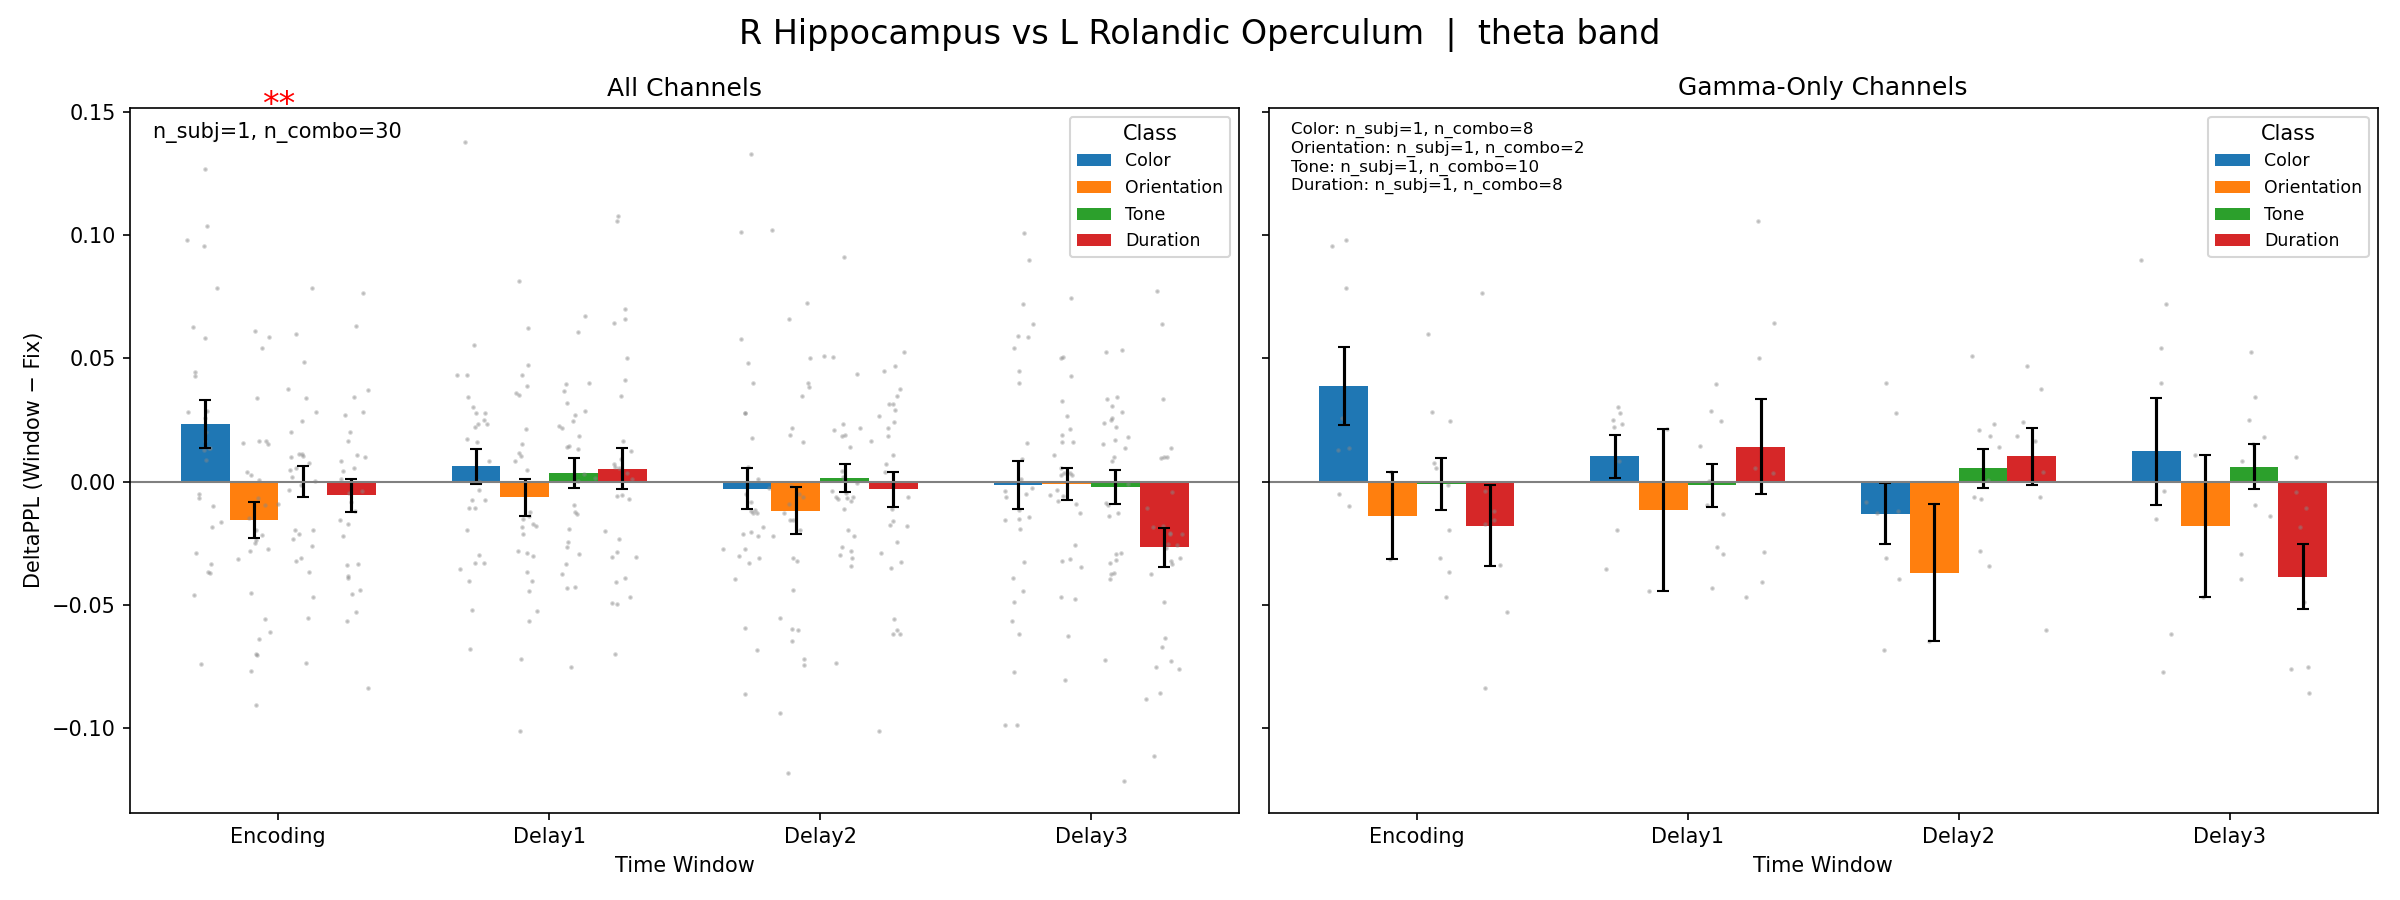 R Hippocampus vs L Rolandic Operculum | theta band
All Channels
**
n_subj=1, n_combo=30
Class
Color
Orientation
Tone
Duration
DeltaPPL (Window − Fix)
0.15
0.10
0.05
0.00
−0.05
−0.10
Encoding
Delay1
Delay2
Delay3
Time Window
Gamma-Only Channels
Color: n_subj=1, n_combo=8
Orientation: n_subj=1, n_combo=2
Tone: n_subj=1, n_combo=10
Duration: n_subj=1, n_combo=8
Class
Color
Orientation
Tone
Duration
Encoding
Delay1
Delay2
Delay3
Time Window